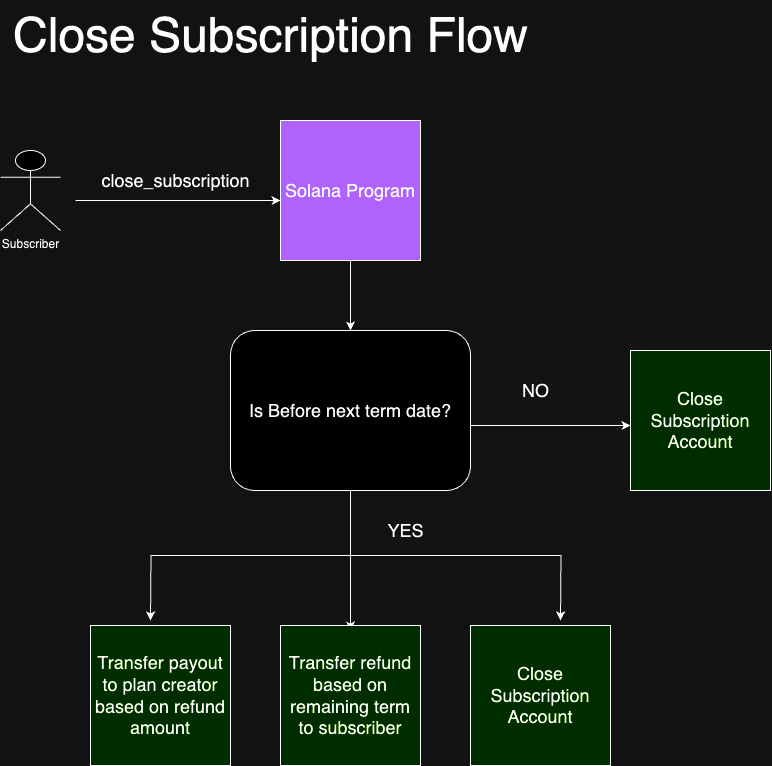 Close Subscription Flow
close_subscription
Solana Program
Subscriber
Is Before next term date?
NO
Close
Subscription
Account
YES
Transfer payout
to plan creator
based on refund
amount
Transfer refund
based on
remaining term
to subscriber
Close
Subscription
Account